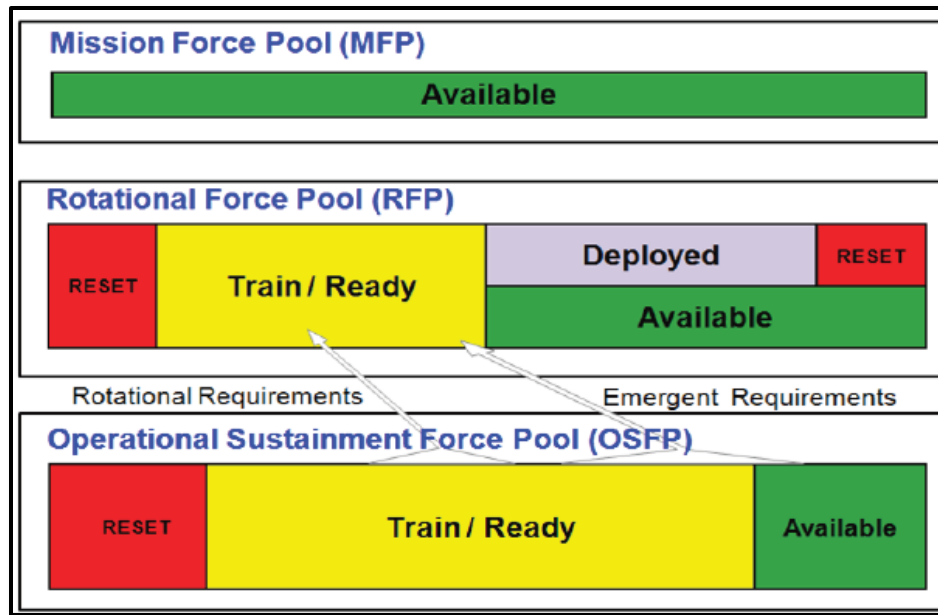 Mission Force Pool (MFP)
Available
Rotational Force Pool (RFP)
RESET
Train / Ready
Deployed
RESET
Available
Rotational Requirements
Emergent Requirements
Operational Sustainment Force Pool (OSFP)
RESET
Train / Ready
Available